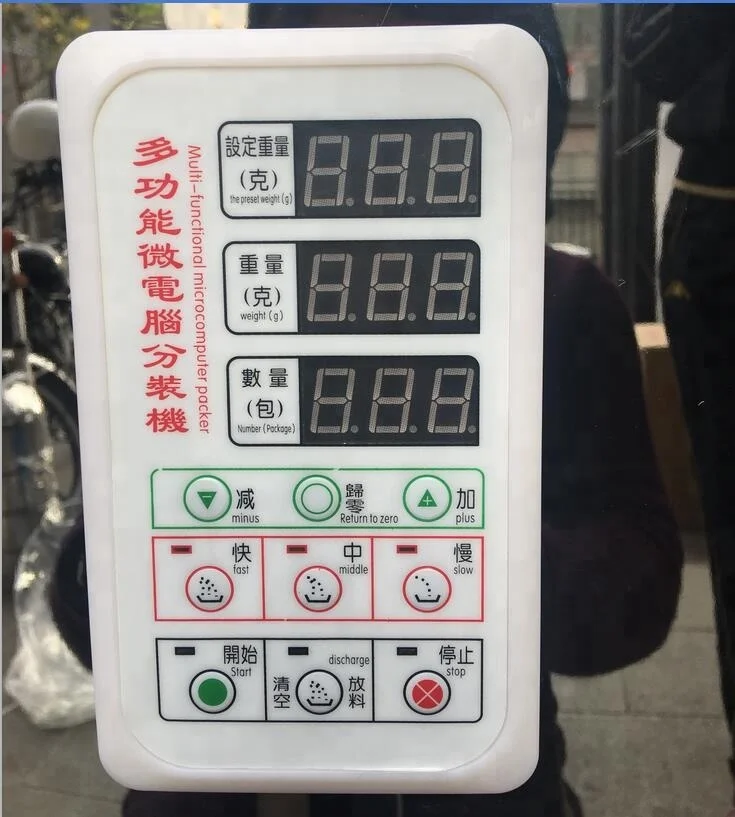 多功能微電腦分裝機
Multi-functional microcomputer packer
設定重量
(克)
the preset weight(g)
重量
(克)
weight(g)
數量
(包)
Number(Package)
减
minus
歸零
Return to zero
加
plus
快
fast
中
middle
慢
slow
開始
Start
discharge
清空
放料
停止
stop